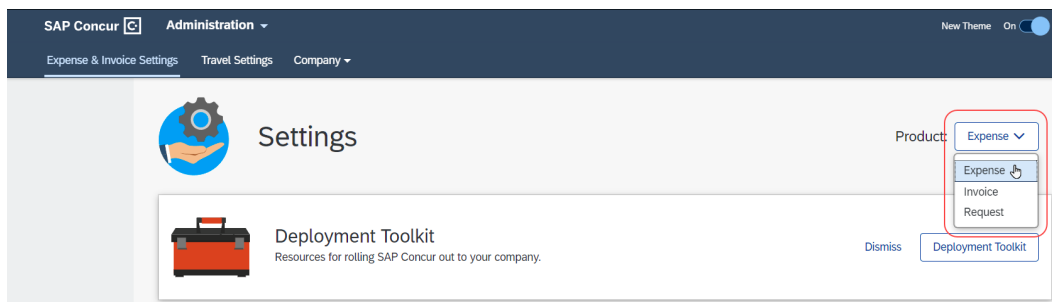 SAP Concur C Administration
New Theme On
Expense & Invoice Settings Travel Settings Company
Settings
Product: Expense
Expense
Invoice
Request
Deployment Toolkit
Resources for rolling SAP Concur out to your company.
Dismiss Deployment Toolkit